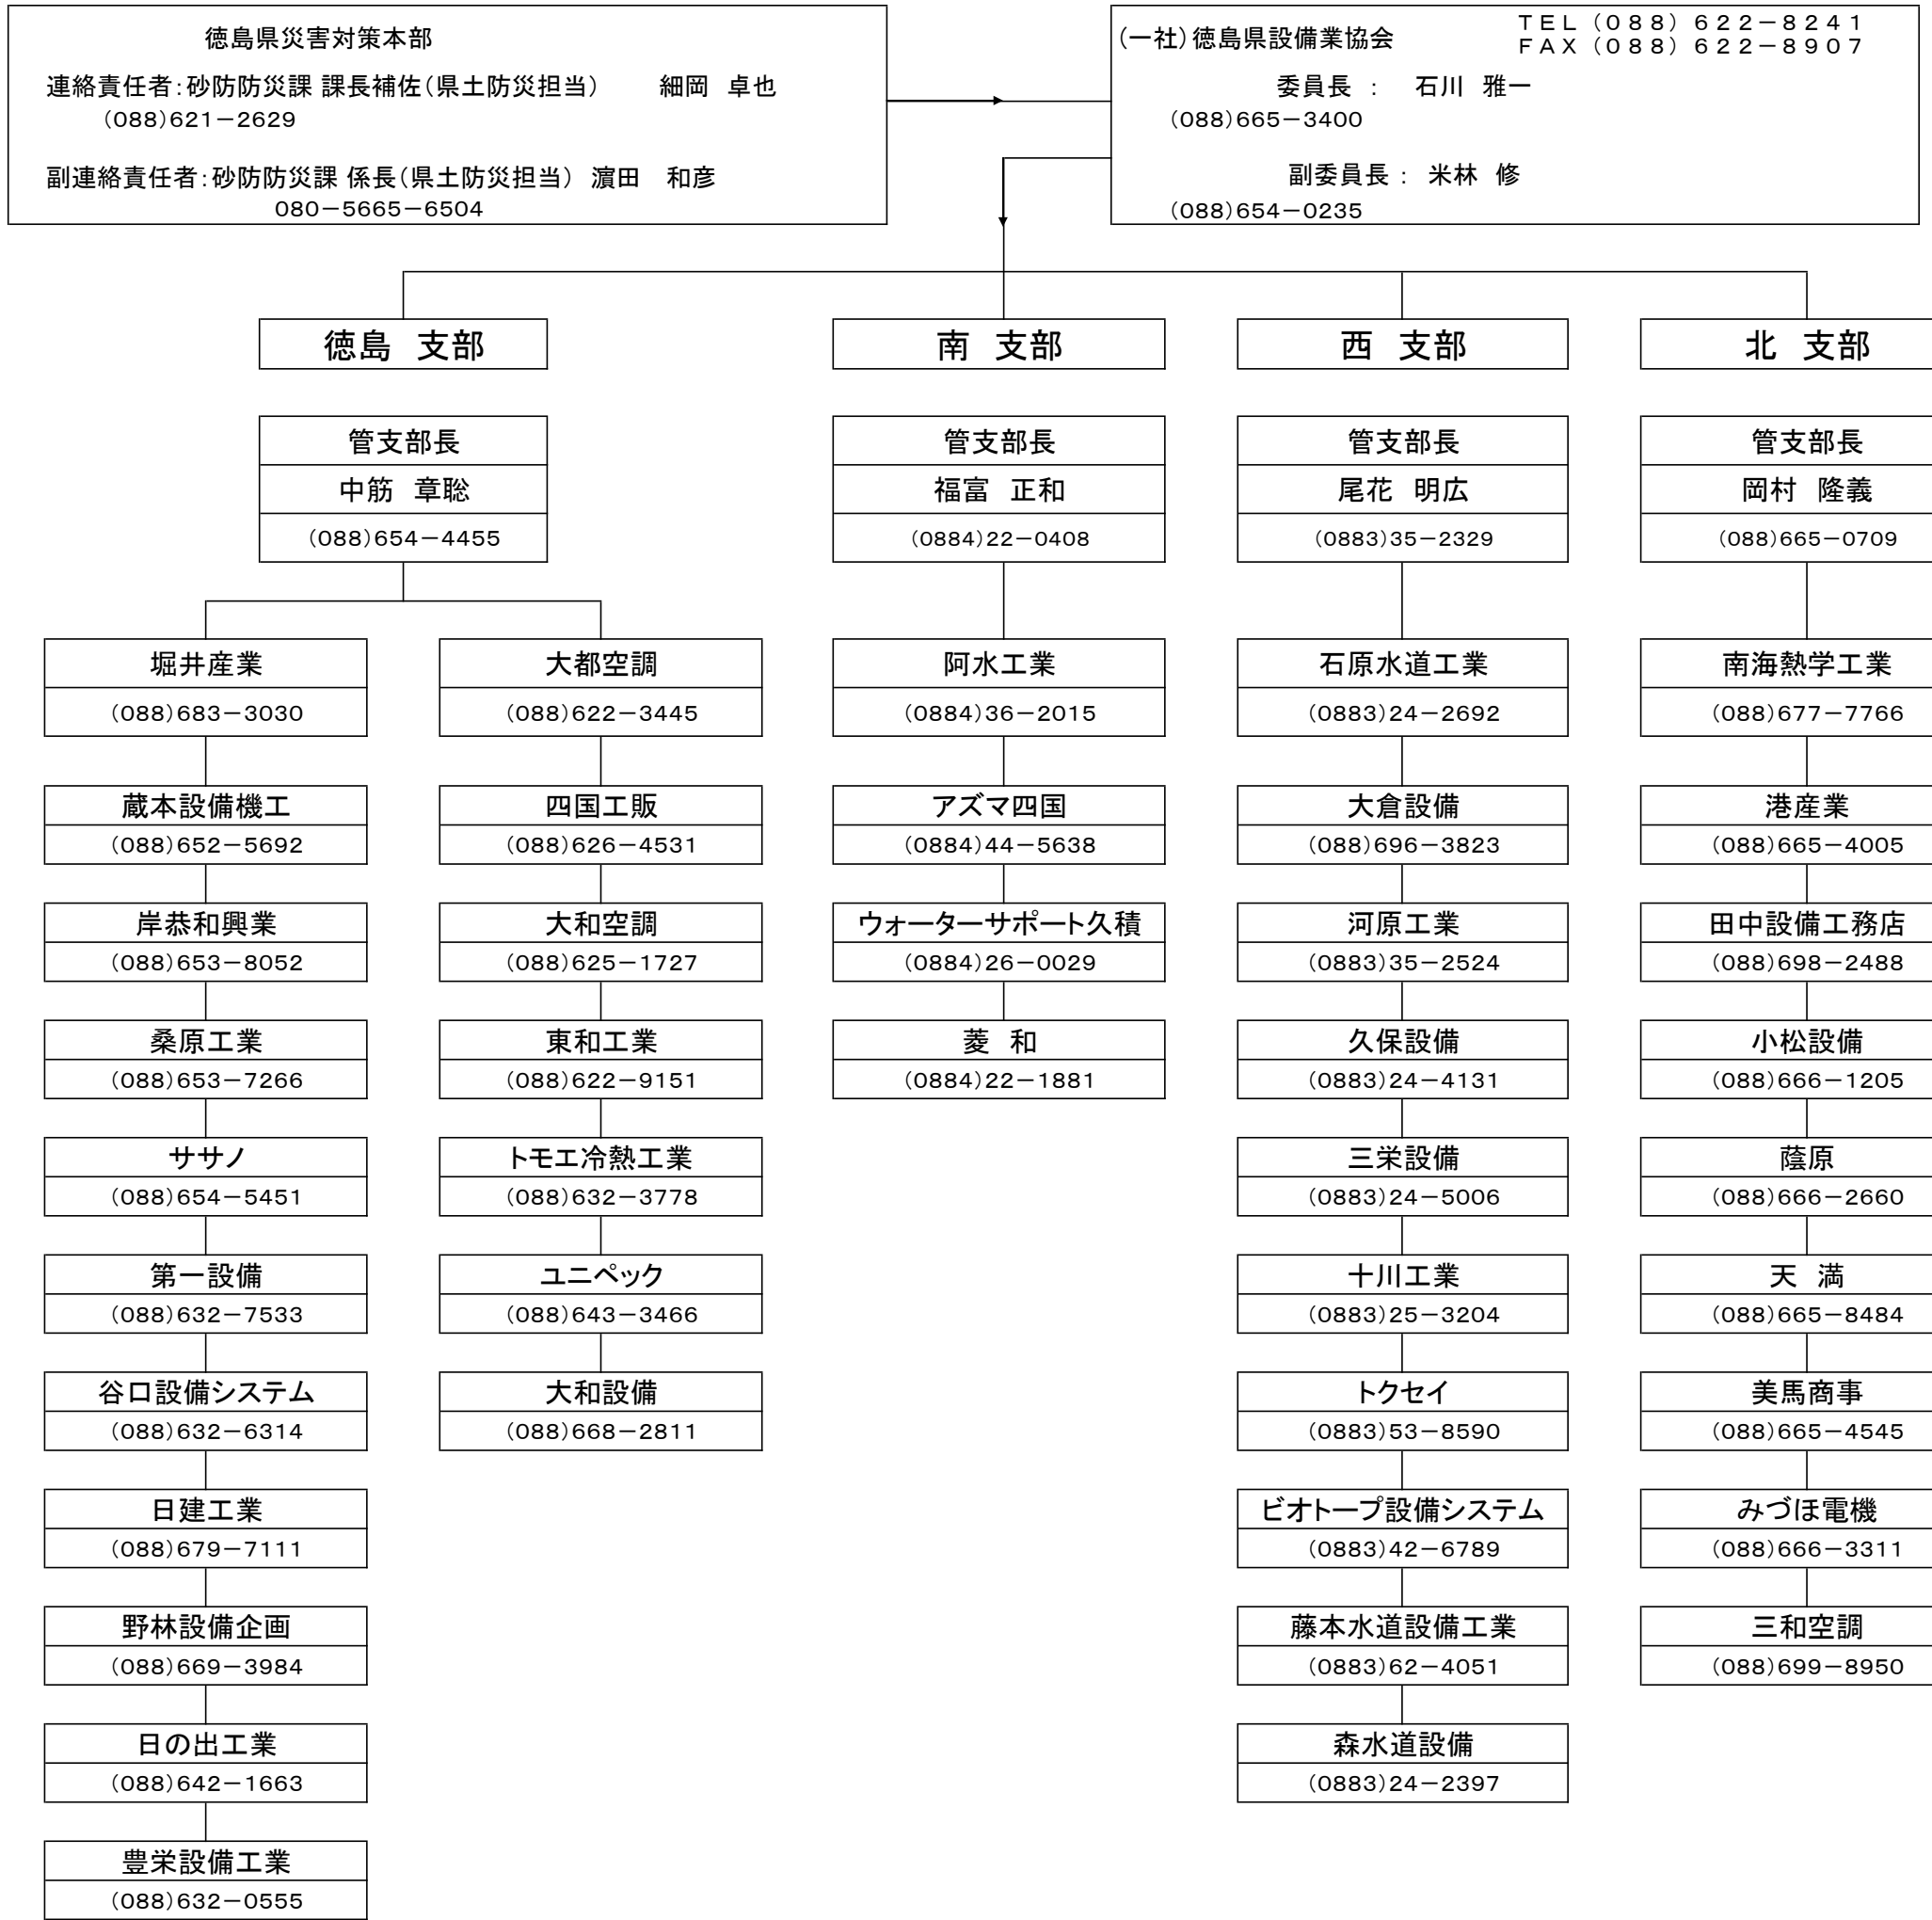 徳島県災害対策本部
連絡責任者:砂防防災課 課長補佐(県土防災担当)　細岡　卓也
(088)621-2629
副連絡責任者:砂防防災課 係長(県土防災担当)　濵田　和彦
080-5665-6504
(一社)徳島県設備業協会
TEL(088)622-8241
FAX(088)622-8907
委員長　:　石川　雅一
(088)665-3400
副委員長:　米林　修
(088)654-0235
徳島　支部
管支部長
中筋　章聡
(088)654-4455
堀井産業
(088)683-3030
蔵本設備機工
(088)652-5692
岸恭和興業
(088)653-8052
桑原工業
(088)653-7266
ササノ
(088)654-5451
第一設備
(088)632-7533
谷口設備システム
(088)632-6314
日建工業
(088)679-7111
野林設備企画
(088)669-3984
日の出工業
(088)642-1663
豊栄設備工業
(088)632-0555
大都空調
(088)622-3445
四国工販
(088)626-4531
大和空調
(088)625-1727
東和工業
(088)622-9151
トモエ冷熱工業
(088)632-3778
ユニペック
(088)643-3466
大和設備
(088)668-2811
南　支部
管支部長
福富　正和
(0884)22-0408
阿水工業
(0884)36-2015
アズマ四国
(0884)44-5638
ウォーターサポート久積
(0884)26-0029
菱　和
(0884)22-1881
西　支部
管支部長
尾花　明広
(0883)35-2329
石原水道工業
(0883)24-2692
大倉設備
(088)696-3823
河原工業
(0883)35-2524
久保設備
(0883)24-4131
三栄設備
(0883)24-5006
十川工業
(0883)25-3204
トクセイ
(0883)53-8590
ビオトープ設備システム
(0883)42-6789
藤本水道設備工業
(0883)62-4051
森水道設備
(0883)24-2397
北　支部
管支部長
岡村　隆義
(088)665-0709
南海熱学工業
(088)677-7766
港産業
(088)665-4005
田中設備工務店
(088)698-2488
小松設備
(088)666-1205
蔭原
(088)666-2660
天　満
(088)665-8484
美馬商事
(088)665-4545
みづほ電機
(088)666-3311
三和空調
(088)699-8950